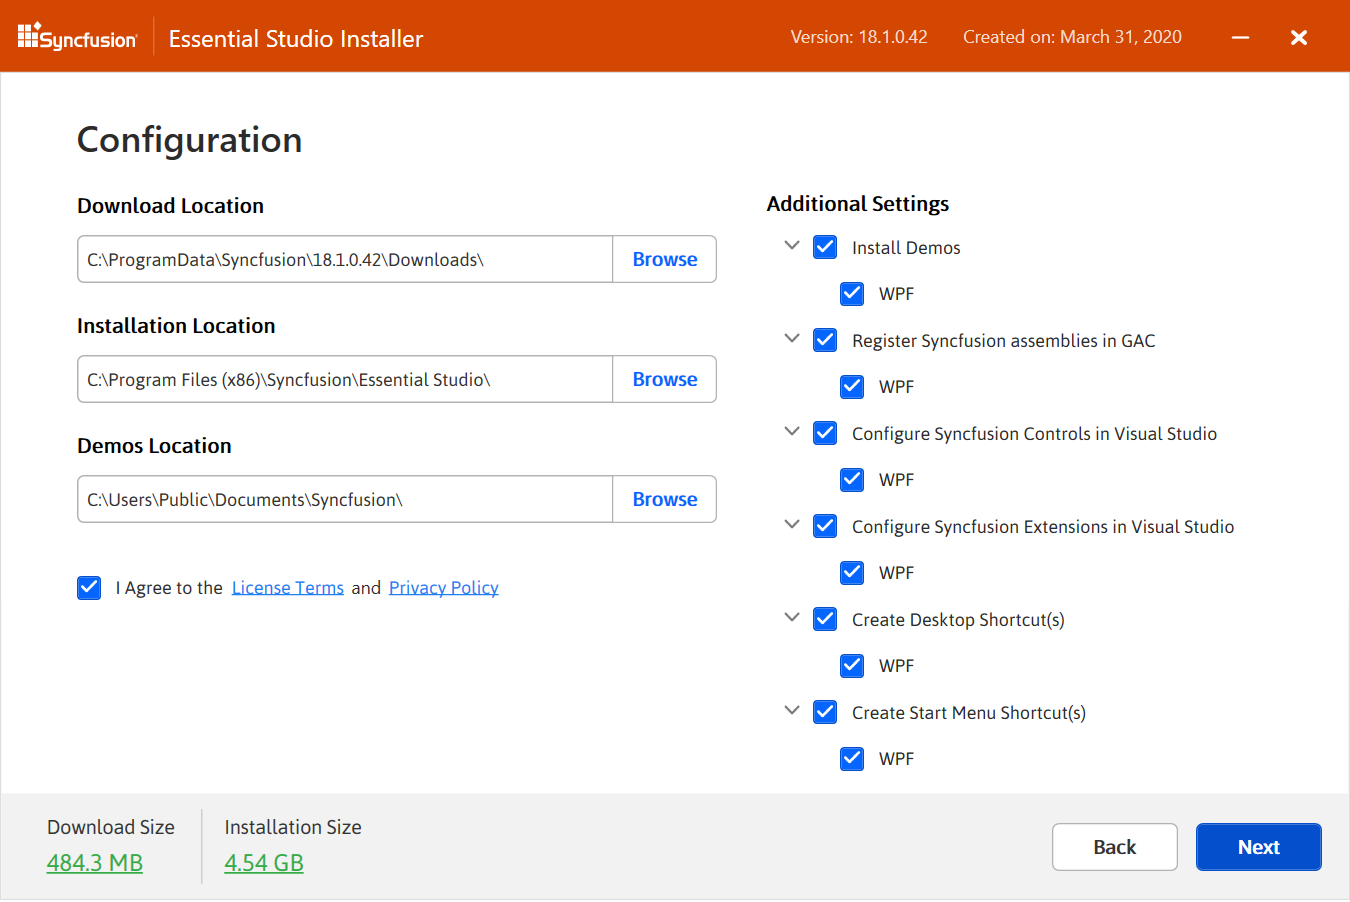 Syncfusion
Essential Studio Installer
Version: 18.1.0.42
Created on: March 31, 2020
Configuration
Download Location
C:\ProgramData\Syncfusion\18.1.0.42\Downloads\
Browse
Installation Location
C:\Program Files (x86)\Syncfusion\Essential Studio\
Browse
Demos Location
C:\Users\Public\Documents\Syncfusion\
Browse
I Agree to the License Terms and Privacy Policy
Additional Settings
Install Demos
WPF
Register Syncfusion assemblies in GAC
WPF
Configure Syncfusion Controls in Visual Studio
WPF
Configure Syncfusion Extensions in Visual Studio
WPF
Create Desktop Shortcut(s)
WPF
Create Start Menu Shortcut(s)
WPF
Download Size
484.3 MB
Installation Size
4.54 GB
Back
Next